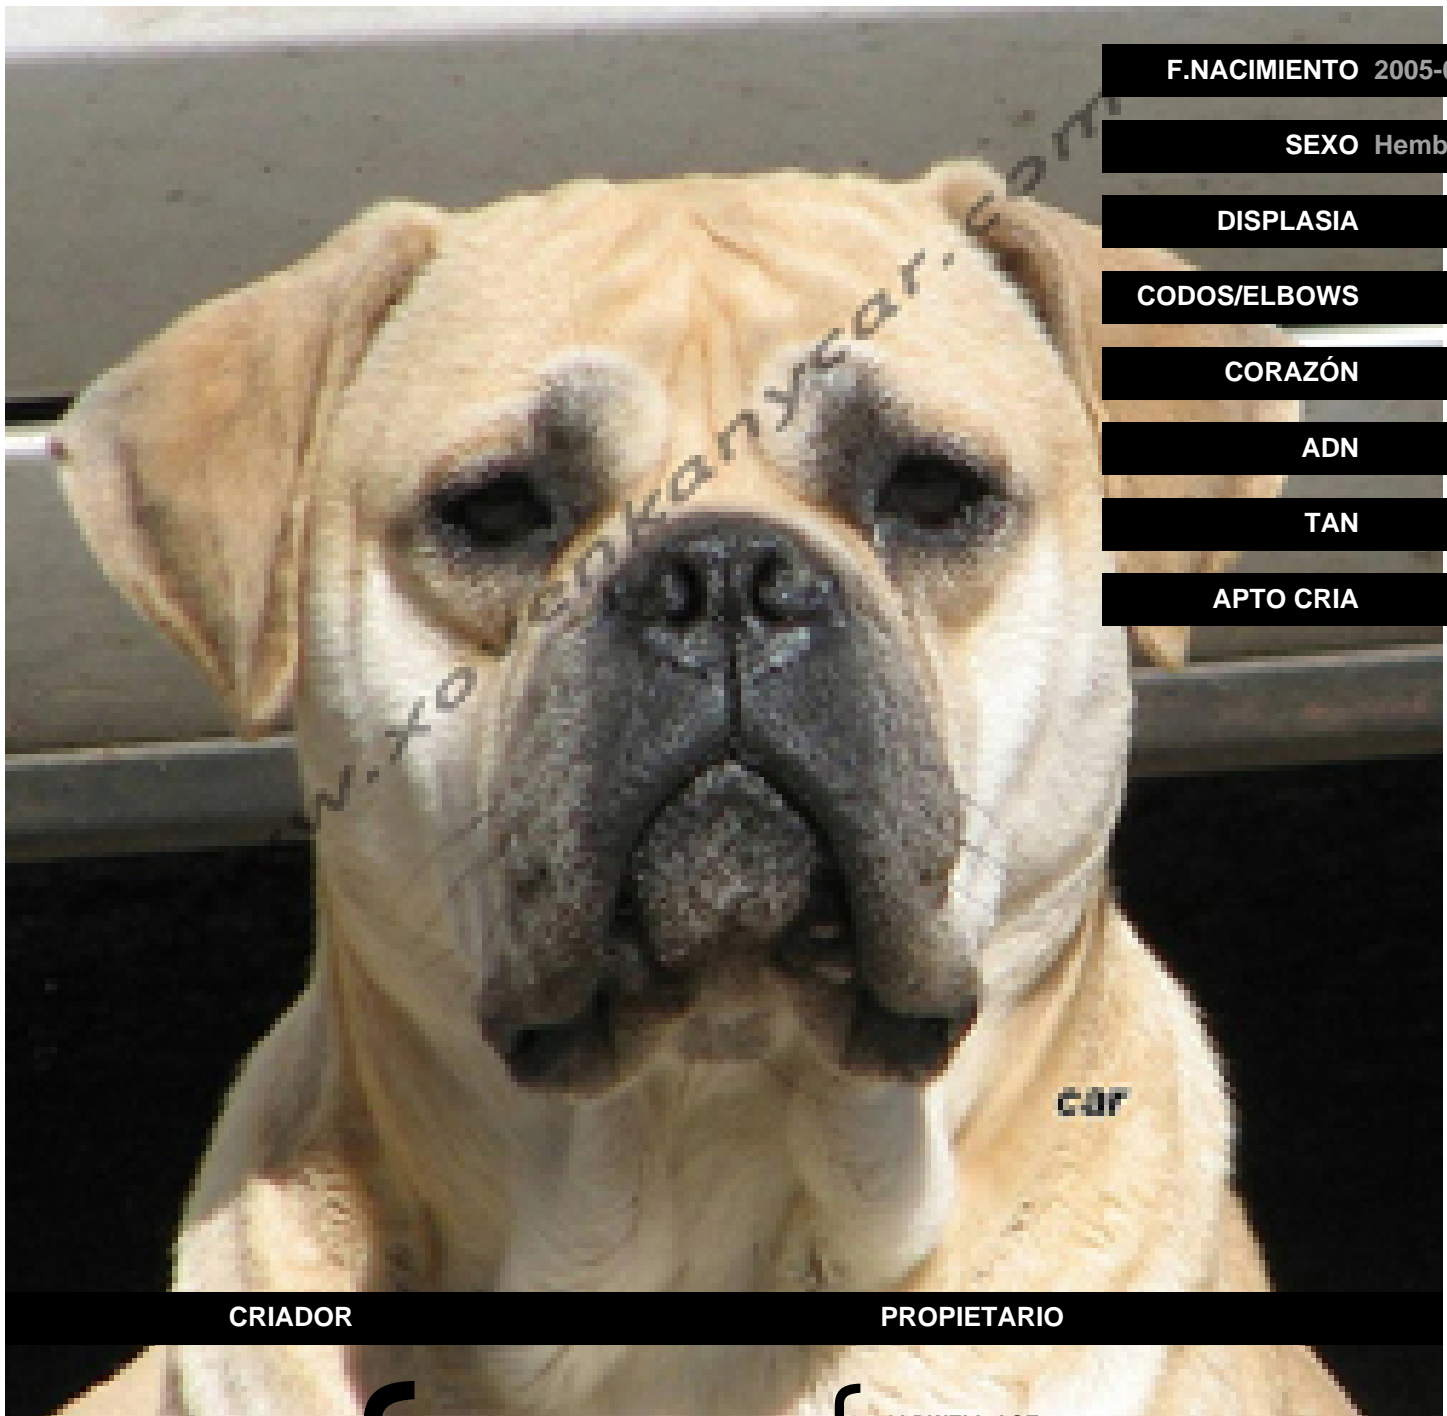 F.NACIMIENTO 2005-
SEXO Hemb
DISPLASIA
CODOS/ELBOWS
CORAZÓN
ADN
TAN
APTO CRIA
car
CRIADOR PROPIETARIO